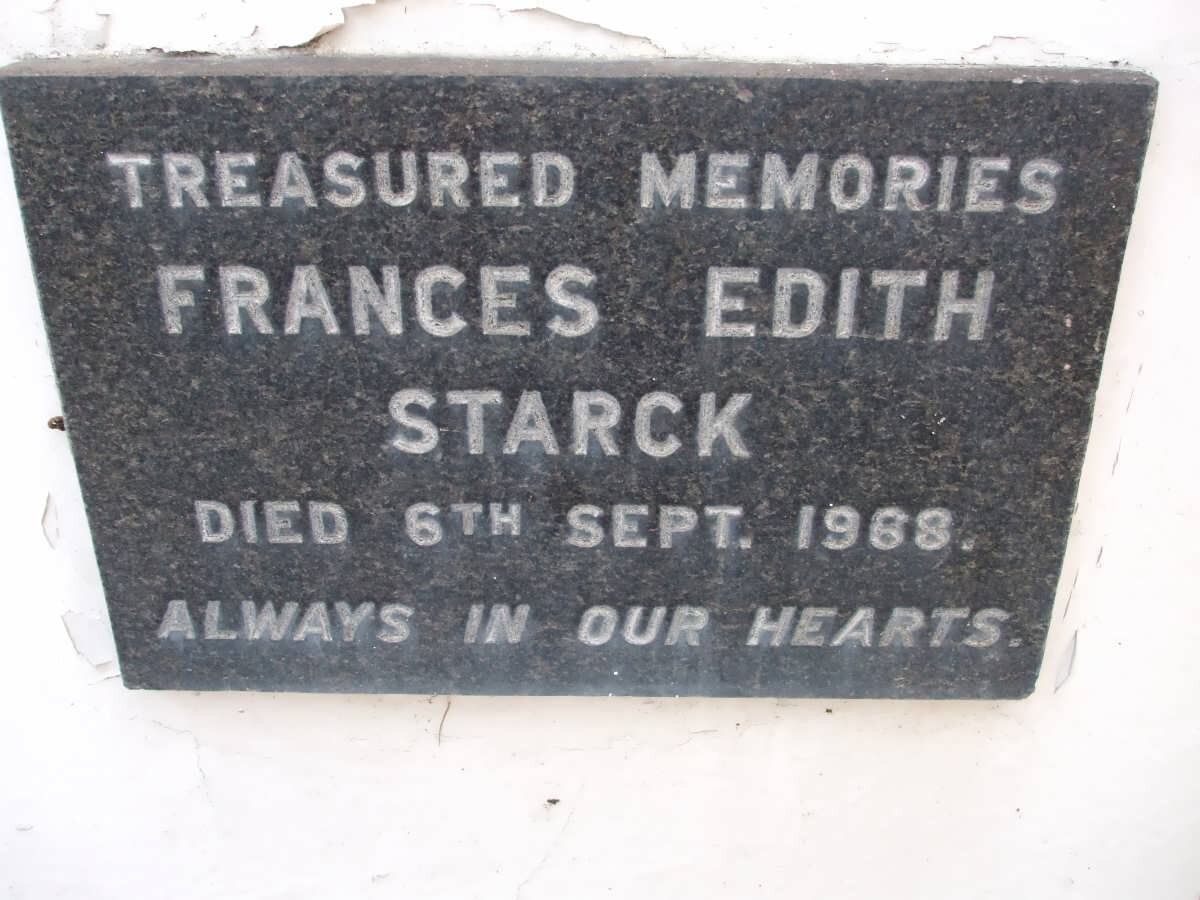 TREASURED MEMORIES
FRANCES EDITH
STARCK
DIED 6TH SEPT. 1968.
ALWAYS IN OUR HEARTS.